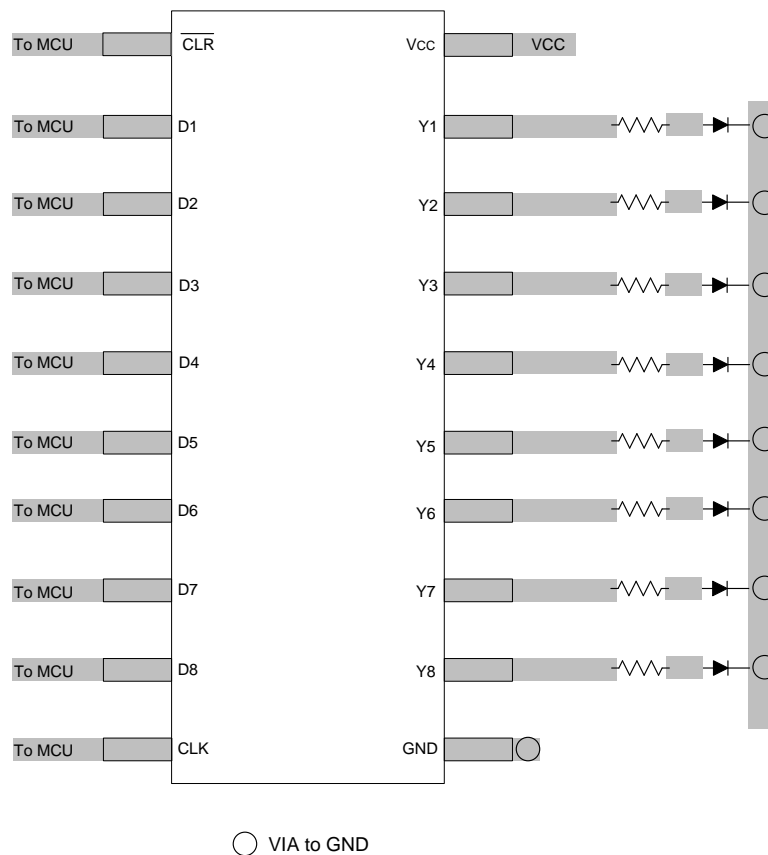 To MCU CLR VCC VCC
To MCU D1 Y1
To MCU D2 Y2
To MCU D3 Y3
To MCU D4 Y4
To MCU D5 Y5
To MCU D6 Y6
To MCU D7 Y7
To MCU D8 Y8
To MCU CLK GND
VIA to GND